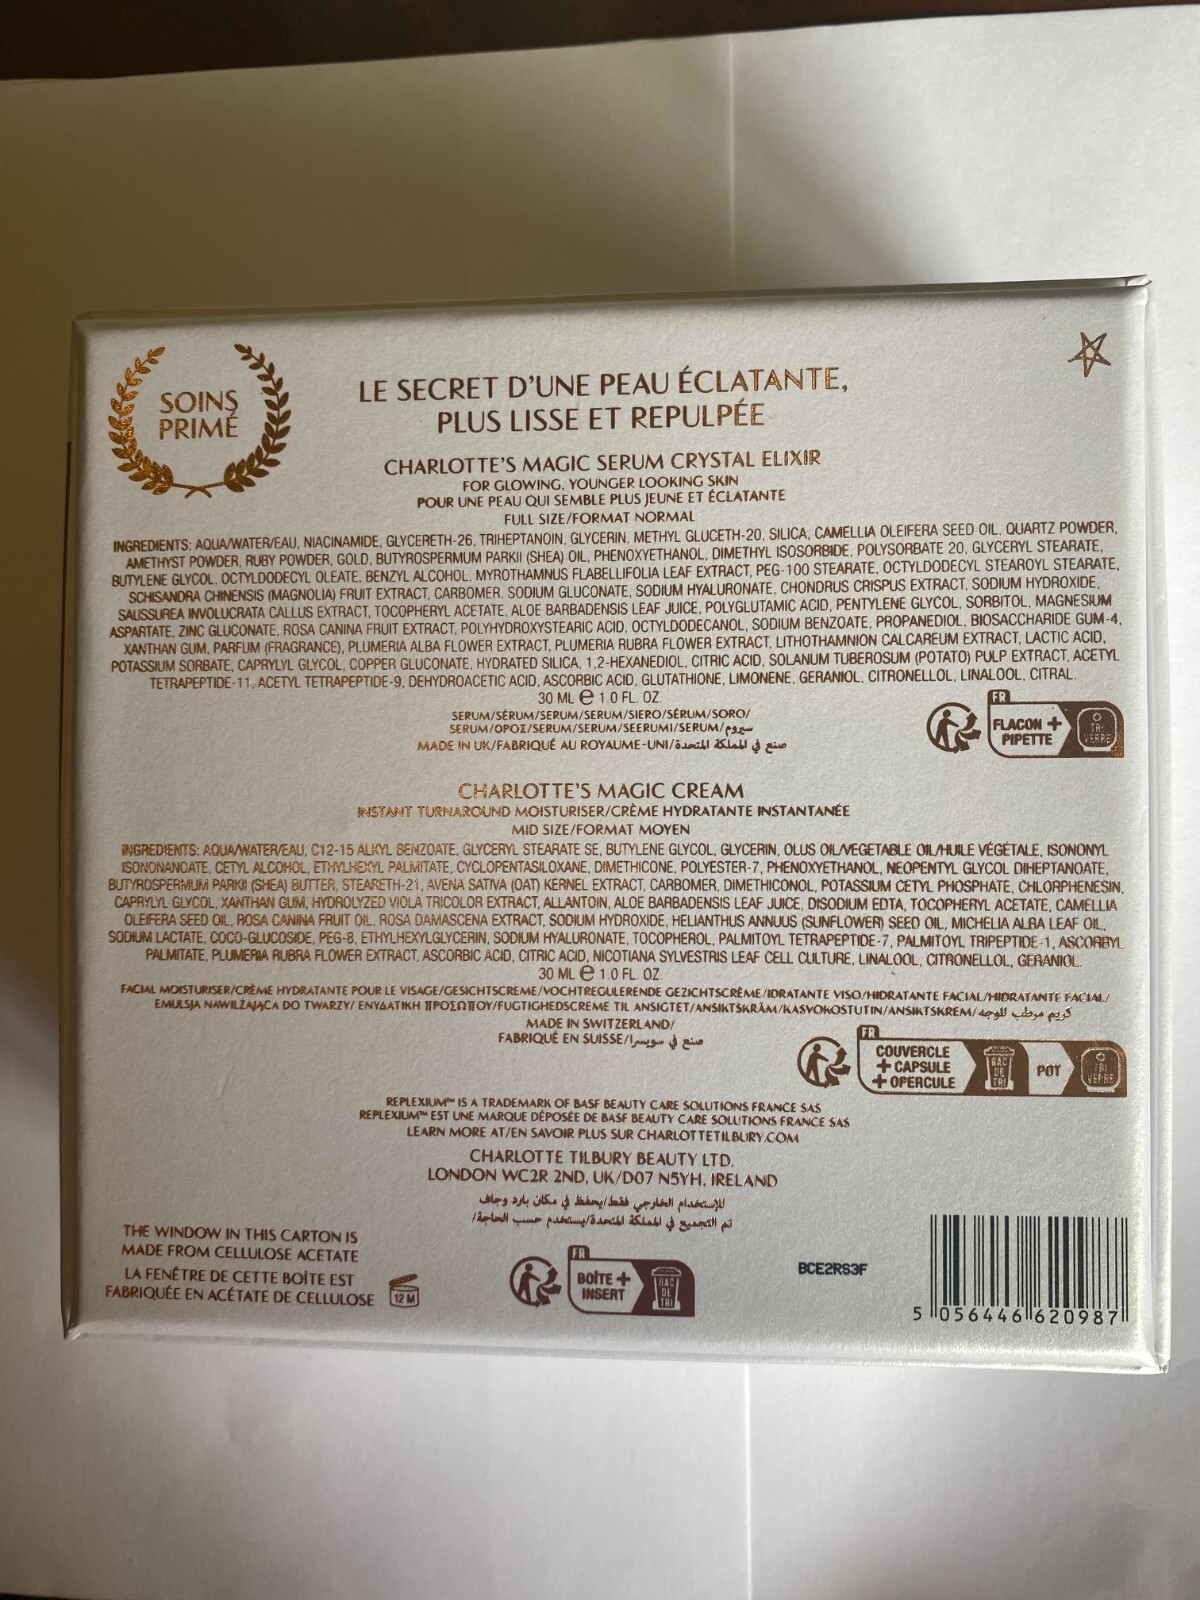 SOINS
PRIMÉ
LE SECRET D'UNE PEAU ÉCLATANTE,
PLUS LISSE ET REPULPÉE
CHARLOTTE'S MAGIC SERUM CRYSTAL ELIXIR
FOR GLOWING, YOUNGER LOOKING SKIN
POUR UNE PEAU QUI SEMBLE PLUS JEUNE ET ÉCLATANTE
FULL SIZE/FORMAT NORMAL
INGREDIENTS: AQUA/WATER/EAU, NIACINAMIDE, GLYCERETH-26, TRIHEPTANOIN, GLYCERIN, METHYL GLUCETH-20, SILICA, CAMELLIA OLEIFERA SEED OIL, QUARTZ POWDER,
AMETHYST POWDER, RUBY POWDER, GOLD, BUTYROSPERMUM PARKII (SHEA) OIL, PHENOXYETHANOL, DIMETHYL ISOSORBIDE, POLYSORBATE 20, GLYCERYL STEARATE,
BUTYLENE GLYCOL, OCTYLDODECYL OLEATE, BENZYL ALCOHOL, MYROTHAMNUS FLABELLIFOLIA LEAF EXTRACT, PEG-100 STEARATE, OCTYLDODECYL STEAROYL STEARATE,
SCHISANDRA CHINENSIS (MAGNOLIA) FRUIT EXTRACT, CARBOMER, SODIUM GLUCONATE, SODIUM HYALURONATE, CHONDRUS CRISPUS EXTRACT, SODIUM HYDROXIDE,
SAUSSUREA INVOLUCRATA CALLUS EXTRACT, TOCOPHERYL ACETATE, ALOE BARBADENSIS LEAF JUICE, POLYGLUTAMIC ACID, PENTYLENE GLYCOL, SORBITOL, MAGNESIUM
ASPARTATE, ZINC GLUCONATE, ROSA CANINA FRUIT EXTRACT, POLYHYDROXYSTEARIC ACID, OCTYLDODECANOL, SODIUM BENZOATE, PROPANEDIOL, BIOSACCHARIDE GUM-4,
XANTHAN GUM, PARFUM (FRAGRANCE), PLUMERIA ALBA FLOWER EXTRACT, PLUMERIA RUBRA FLOWER EXTRACT, LITHOTHAMNION CALCAREUM EXTRACT, LACTIC ACID,
POTASSIUM SORBATE, CAPRYLYL GLYCOL, COPPER GLUCONATE, HYDRATED SILICA, 1,2-HEXANEDIOL, CITRIC ACID, SOLANUM TUBEROSUM (POTATO) PULP EXTRACT, ACETYL
TETRAPEPTIDE-11, ACETYL TETRAPEPTIDE-9, DEHYDROACETIC ACID, ASCORBIC ACID, GLUTATHIONE, LIMONENE, GERANIOL, CITRONELLOL, LINALOOL, CITRAL.
30 ML ℮ 1.0 FL. OZ.
SERUM/SÉRUM/SERUM/SERUM/SIERO/SÉRUM/SORO/
SERUM/ΟΡΟΣ/SERUM/SERUM/SEERUMI/SERUM/سيروم
MADE IN UK/FABRIQUÉ AU ROYAUME-UNI/صنع في المملكة المتحدة
FR
FLACON +
PIPETTE
TRI
VERRE
CHARLOTTE'S MAGIC CREAM
INSTANT TURNAROUND MOISTURISER/CRÈME HYDRATANTE INSTANTANÉE
MID SIZE/FORMAT MOYEN
INGREDIENTS: AQUA/WATER/EAU, C12-15 ALKYL BENZOATE, GLYCERYL STEARATE SE, BUTYLENE GLYCOL, GLYCERIN, OLUS OIL/VEGETABLE OIL/HUILE VÉGÉTALE, ISONONYL
ISONONANOATE, CETYL ALCOHOL, ETHYLHEXYL PALMITATE, CYCLOPENTASILOXANE, DIMETHICONE, POLYESTER-7, PHENOXYETHANOL, NEOPENTYL GLYCOL DIHEPTANOATE,
BUTYROSPERMUM PARKII (SHEA) BUTTER, STEARETH-21, AVENA SATIVA (OAT) KERNEL EXTRACT, CARBOMER, DIMETHICONOL, POTASSIUM CETYL PHOSPHATE, CHLORPHENESIN,
CAPRYLYL GLYCOL, XANTHAN GUM, HYDROLYZED VIOLA TRICOLOR EXTRACT, ALLANTOIN, ALOE BARBADENSIS LEAF JUICE, DISODIUM EDTA, TOCOPHERYL ACETATE, CAMELLIA
OLEIFERA SEED OIL, ROSA CANINA FRUIT OIL, ROSA DAMASCENA EXTRACT, SODIUM HYDROXIDE, HELIANTHUS ANNUUS (SUNFLOWER) SEED OIL, MICHELIA ALBA LEAF OIL,
SODIUM LACTATE, COCO-GLUCOSIDE, PEG-8, ETHYLHEXYLGLYCERIN, SODIUM HYALURONATE, TOCOPHEROL, PALMITOYL TETRAPEPTIDE-7, PALMITOYL TRIPEPTIDE-1, ASCORBYL
PALMITATE, PLUMERIA RUBRA FLOWER EXTRACT, ASCORBIC ACID, CITRIC ACID, NICOTIANA SYLVESTRIS LEAF CELL CULTURE, LINALOOL, CITRONELLOL, GERANIOL.
30 ML ℮ 1.0 FL. OZ.
FACIAL MOISTURISER/CRÈME HYDRATANTE POUR LE VISAGE/GESICHTSCREME/VOCHTREGULERENDE GEZICHTSCRÈME/IDRATANTE VISO/HIDRATANTE FACIAL/HIDRATANTE FACIAL/
EMULSJA NAWILŻAJĄCA DO TWARZY/ ΕΝΥΔΑΤΙΚΗ ΠΡΟΣΩΠΟΥ/FUGTIGHEDSCREME TIL ANSIGTET/ANSIKTSKRÄM/KASVOKOSTUTIN/ANSIKTSKREM/كريم مرطب للوجه
MADE IN SWITZERLAND/
FABRIQUÉ EN SUISSE/صنع في سويسرا
FR
COUVERCLE
+ CAPSULE
+ OPERCULE
BAC
DE
TRI
POT
TRI
VERRE
REPLEXIUM™ IS A TRADEMARK OF BASF BEAUTY CARE SOLUTIONS FRANCE SAS
REPLEXIUM™ EST UNE MARQUE DÉPOSÉE DE BASF BEAUTY CARE SOLUTIONS FRANCE SAS
LEARN MORE AT/EN SAVOIR PLUS SUR CHARLOTTETILBURY.COM
CHARLOTTE TILBURY BEAUTY LTD.
LONDON WC2R 2ND, UK/D07 N5YH, IRELAND
للإستخدام الخارجي فقط/يحفظ في مكان بارد وجاف
تم التجميع في المملكة المتحدة/يستخدم حسب الحاجة/
THE WINDOW IN THIS CARTON IS
MADE FROM CELLULOSE ACETATE
LA FENÊTRE DE CETTE BOÎTE EST
FABRIQUÉE EN ACÉTATE DE CELLULOSE
12 M
FR
BOÎTE +
INSERT
BAC
DE
TRI
BCE2RS3F
5 056446 620987